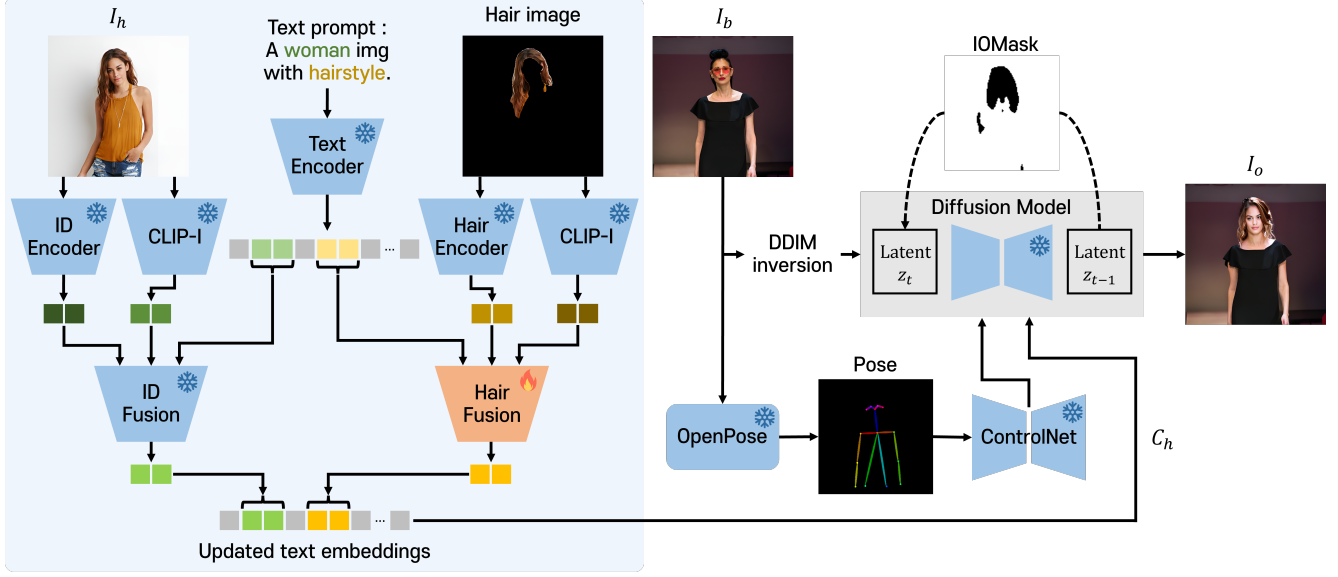 I_h
Text prompt :
A woman img
with hairstyle.
Hair image
Text
Encoder
ID
Encoder
CLIP-I
Hair
Encoder
CLIP-I
...
ID
Fusion
Hair
Fusion
...
Updated text embeddings
I_b
IOMask
I_o
DDIM
inversion
Diffusion Model
Latent
z_t
Latent
z_{t-1}
Pose
OpenPose
ControlNet
C_h